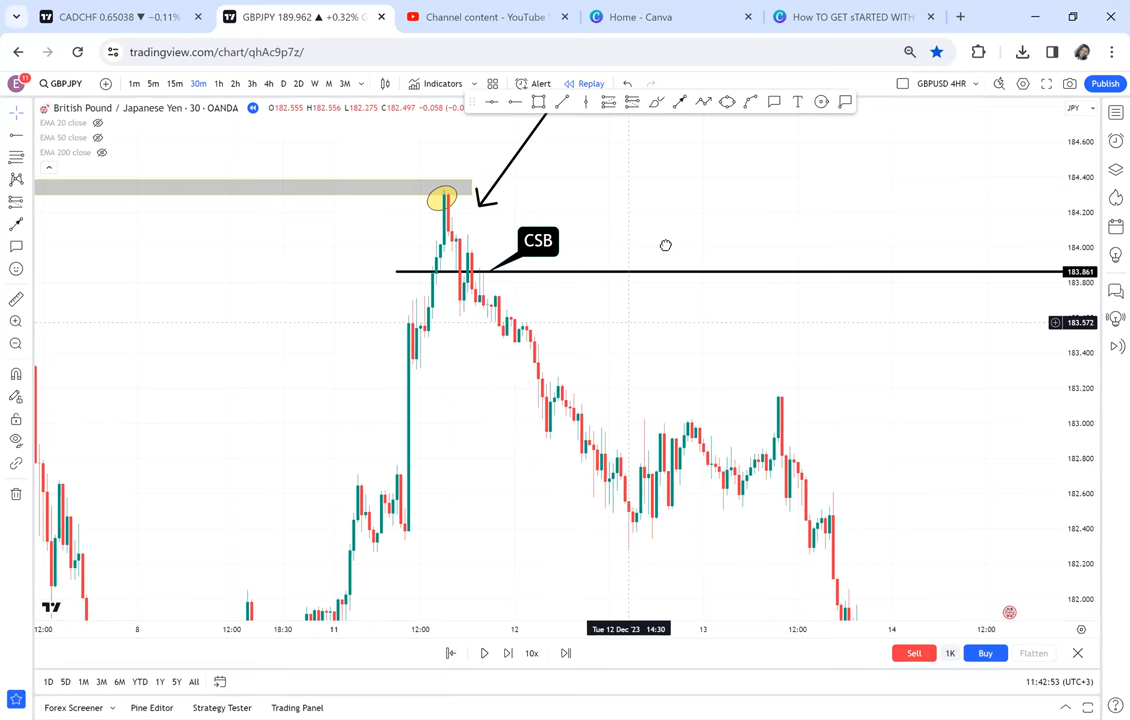 CADCHF 0.65038 ▼ −0.11%
GBPJPY 189.962 ▲ +0.32%
Channel content - YouTube
Home - Canva
How TO GET sTARTED WITH
tradingview.com/chart/qhAc9p7z/
E 11 GBPJPY 1m 5m 15m 30m 1h 2h 3h 4h D 2D W M 3M Indicators Alert Replay GBPUSD 4HR Publish
British Pound / Japanese Yen · 30 · OANDA O182.555 H182.556 L182.275 C182.497 −0.058
JPY
EMA 20 close
EMA 50 close
EMA 200 close
184.600
184.400
184.200
CSB
184.000
183.861
183.800
183.572
183.400
183.200
183.000
182.800
182.600
182.400
182.000
12:00 8 12:00 18:30 11 12:00 12 Tue 12 Dec '23 14:30 13 12:00 14 12:00
10x Sell 1K Buy Flatten
1D 5D 1M 3M 6M YTD 1Y 5Y All 11:42:53 (UTC+3)
Forex Screener Pine Editor Strategy Tester Trading Panel